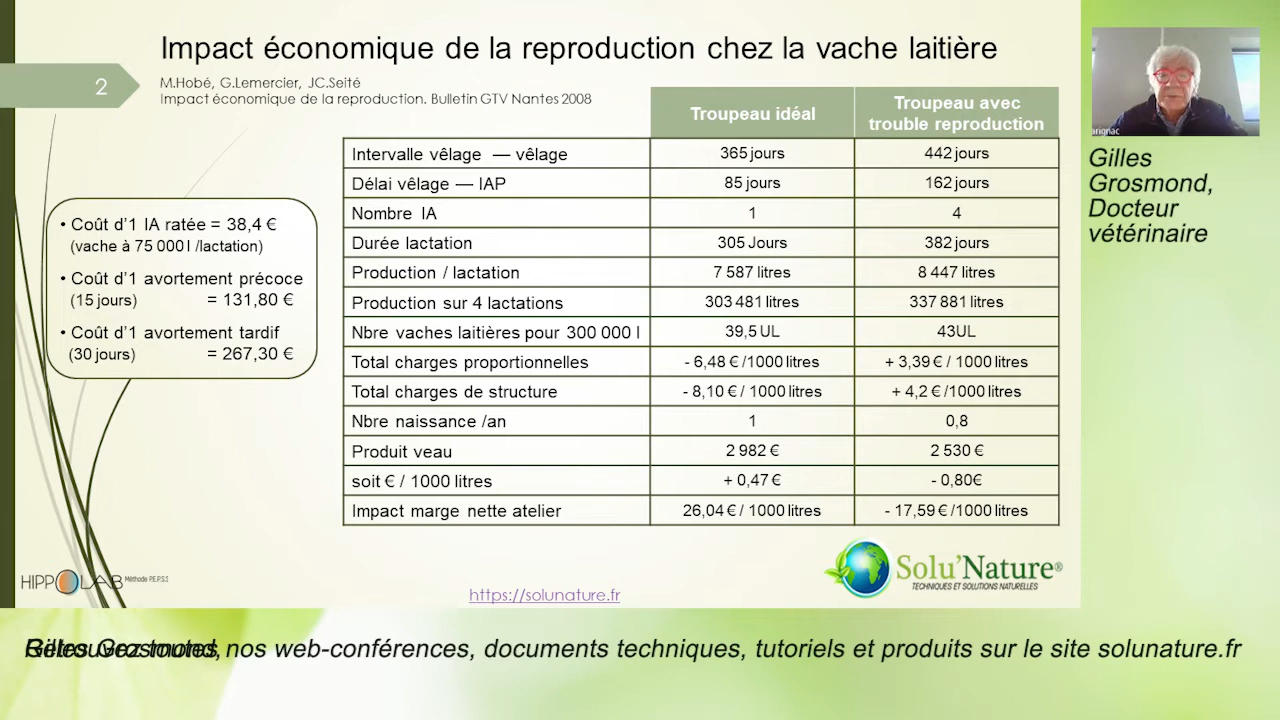 Impact économique de la reproduction chez la vache laitière
2
M.Hobé, G.Lemercier, JC.Seité
Impact économique de la reproduction. Bulletin GTV Nantes 2008
Troupeau idéal
Troupeau avec
trouble reproduction
Intervalle vêlage — vêlage 365 jours 442 jours
Délai vêlage — IAP 85 jours 162 jours
Nombre IA 1 4
Durée lactation 305 Jours 382 jours
Production / lactation 7 587 litres 8 447 litres
Production sur 4 lactations 303 481 litres 337 881 litres
Nbre vaches laitières pour 300 000 l 39,5 UL 43UL
Total charges proportionnelles - 6,48 € /1000 litres + 3,39 € / 1000 litres
Total charges de structure - 8,10 € / 1000 litres + 4,2 € /1000 litres
Nbre naissance /an 1 0,8
Produit veau 2 982 € 2 530 €
soit € / 1000 litres + 0,47 € - 0,80€
Impact marge nette atelier 26,04 € / 1000 litres - 17,59 € /1000 litres
• Coût d'1 IA ratée = 38,4 €
(vache à 75 000 l /lactation)
• Coût d'1 avortement précoce
(15 jours) = 131,80 €
• Coût d'1 avortement tardif
(30 jours) = 267,30 €
HIPPOLAB Méthode P.E.P.S.S
https://solunature.fr
Solu'Nature®
TECHNIQUES ET SOLUTIONS NATURELLES
arignac
Gilles
Grosmond,
Docteur
vétérinaire
Retrouvez toutes nos web-conférences, documents techniques, tutoriels et produits sur le site solunature.fr
Gilles Grosmond,